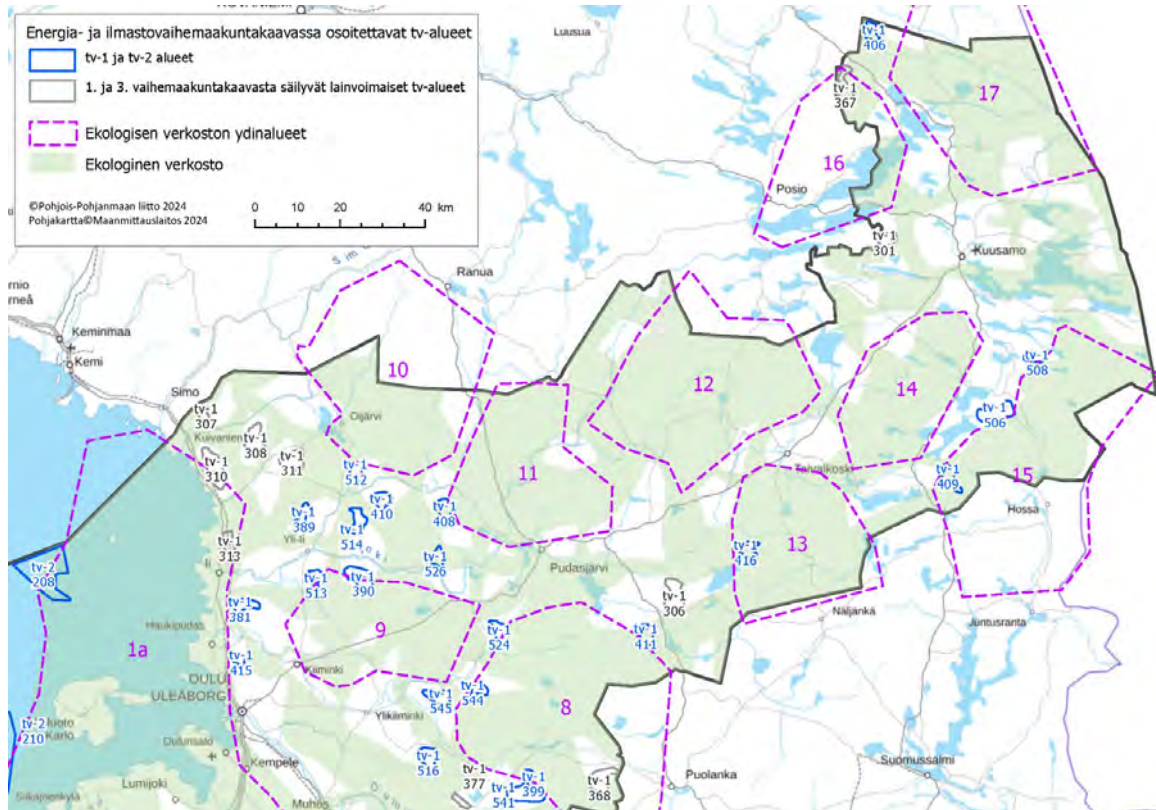 Luusua
Energia- ja ilmastovaihemaakuntakaavassa osoitettavat tv-alueet
tv-1 ja tv-2 alueet
1. ja 3. vaihemaakuntakaavasta säilyvät lainvoimaiset tv-alueet
Ekologisen verkoston ydinalueet
Ekologinen verkosto
©Pohjois-Pohjanmaan liitto 2024
Pohjakartta©Maanmittauslaitos 2024
0 20 40 km
tv-1
406
17
tv-1
367
16
Posio
tv-1
301
Kuusamo
Sim
Ranua
Keminmaa
Kemi
Simo
10
12
14
tv-1
508
tv-1
307
Oijärvi
Kuivaniemi
tv-1
308
tv-1
506
tv-1
310
tv-1
311
tv-1
512
11
Taivalkoski
tv-1
409
15
Hossa
tv-1
389
tv-1
410
tv-1
408
tv-1
514
Yli-Ii
tv-1
313
Ii
tv-1
526
Pudasjärvi
tv-1
416
13
tv-2
208
tv-1
513
tv-1
390
tv-1
306
tv-1
381
9
Näljänkä
Juntusranta
Haukipudas
1a
tv-1
524
tv-1
411
tv-1
415
Kiiminki
OULU
ULEÅBORG
tv-1
545
tv-1
544
8
Ylikiiminki
tv-2
210
Oulunsalo
tv-1
516
Kempele
Lumijoki
tv-1
377
tv-1
399
tv-1
368
Puolanka
Suomussalmi
Siikajoenkylä
Muhos
tv-1
541